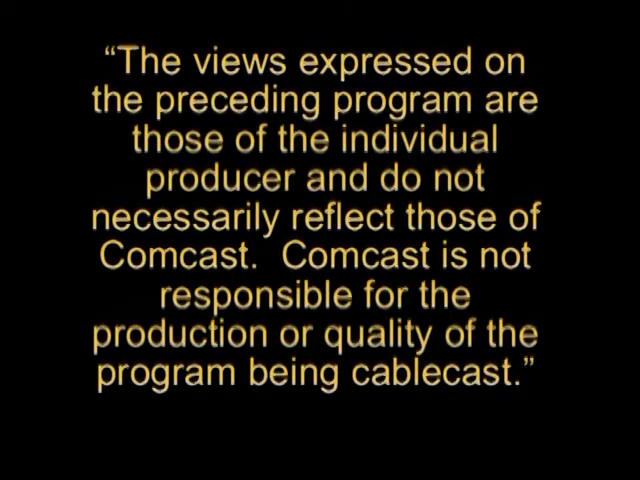 “The views expressed on
the preceding program are
those of the individual
producer and do not
necessarily reflect those of
Comcast.  Comcast is not
responsible for the
production or quality of the
program being cablecast.”